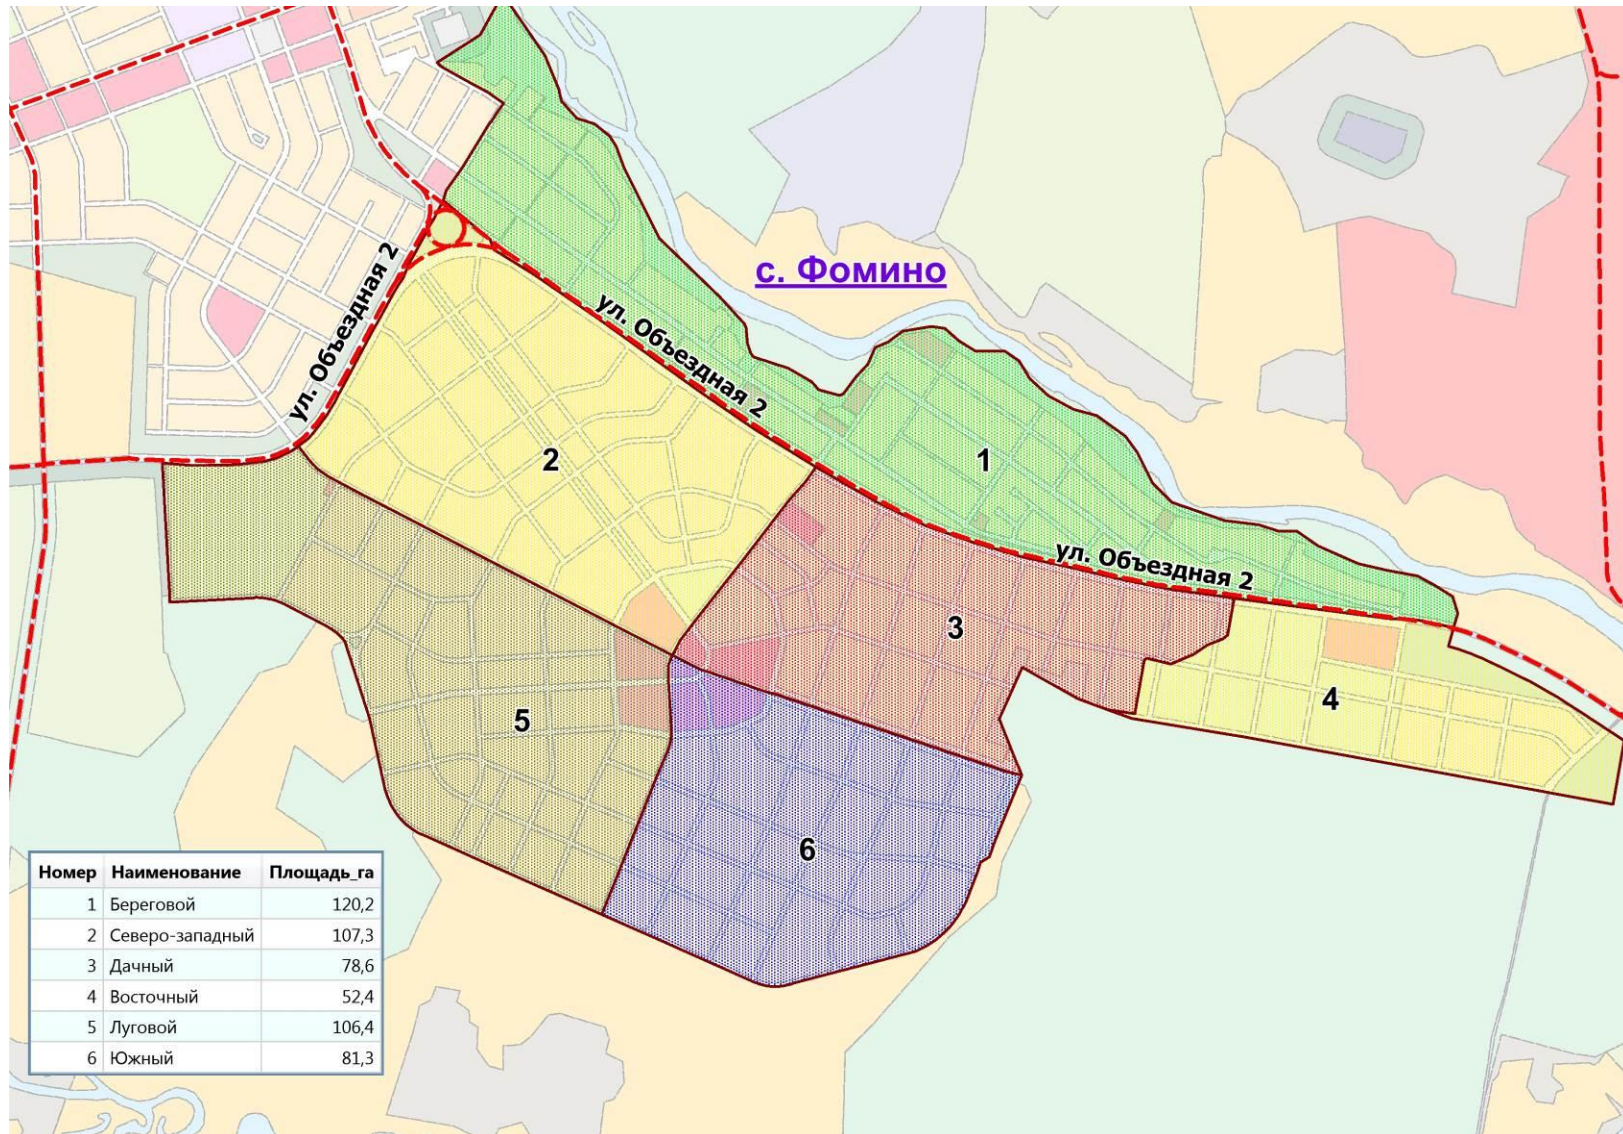 с. Фомино
ул. Объездная 2
ул. Объездная 2
1
2
ул. Объездная 2
3
4
5
6
Номер Наименование Площадь_га
1 Береговой 120,2
2 Северо-западный 107,3
3 Дачный 78,6
4 Восточный 52,4
5 Луговой 106,4
6 Южный 81,3